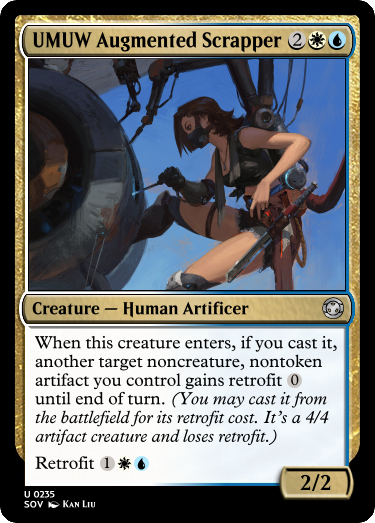 UMUW Augmented Scrapper 2
Creature — Human Artificer
When this creature enters, if you cast it,
another target noncreature, nontoken
artifact you control gains retrofit 0
until end of turn. (You may cast it from
the battlefield for its retrofit cost. It's a 4/4
artifact creature and loses retrofit.)
Retrofit 1
2/2
U 0235
SOV Kan Liu